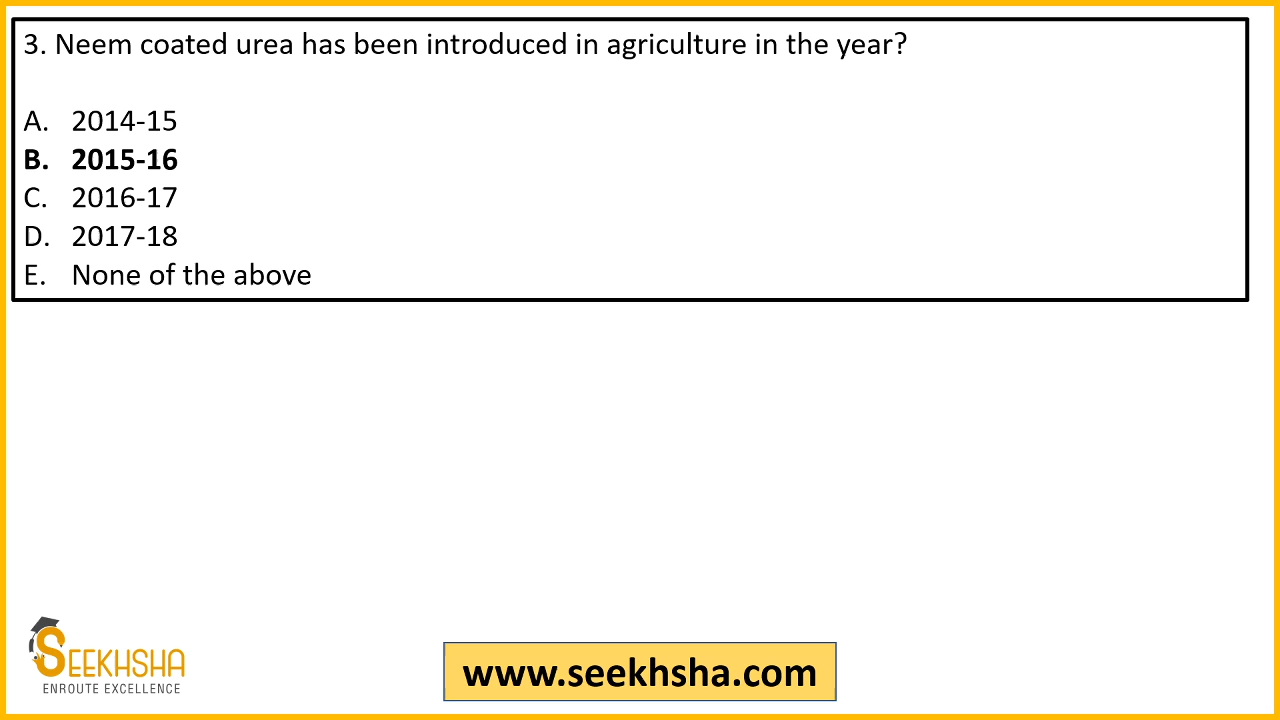 3. Neem coated urea has been introduced in agriculture in the year?
A. 2014-15
B. 2015-16
C. 2016-17
D. 2017-18
E. None of the above
SEEKHSHA
ENROUTE EXCELLENCE
www.seekhsha.com